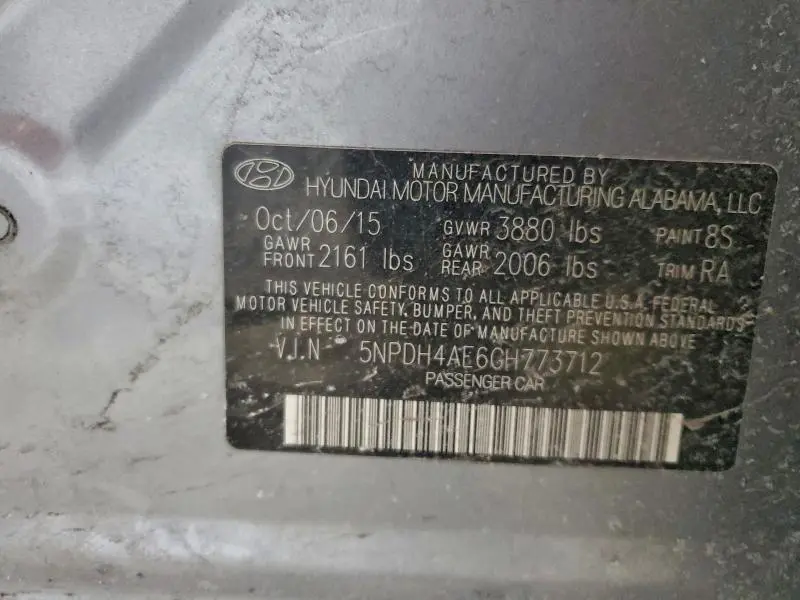 MANUFACTURED BY
HYUNDAI MOTOR MANUFACTURING ALABAMA, LLC
Oct/06/15 GVWR 3880 lbs PAINT 8S
GAWR FRONT 2161 lbs GAWR REAR 2006 lbs TRIM RA
THIS VEHICLE CONFORMS TO ALL APPLICABLE U.S.A. FEDERAL
MOTOR VEHICLE SAFETY, BUMPER, AND THEFT PREVENTION STANDARDS
IN EFFECT ON THE DATE OF MANUFACTURE SHOWN ABOVE
V.I.N 5NPDH4AE6GH773712
PASSENGER CAR